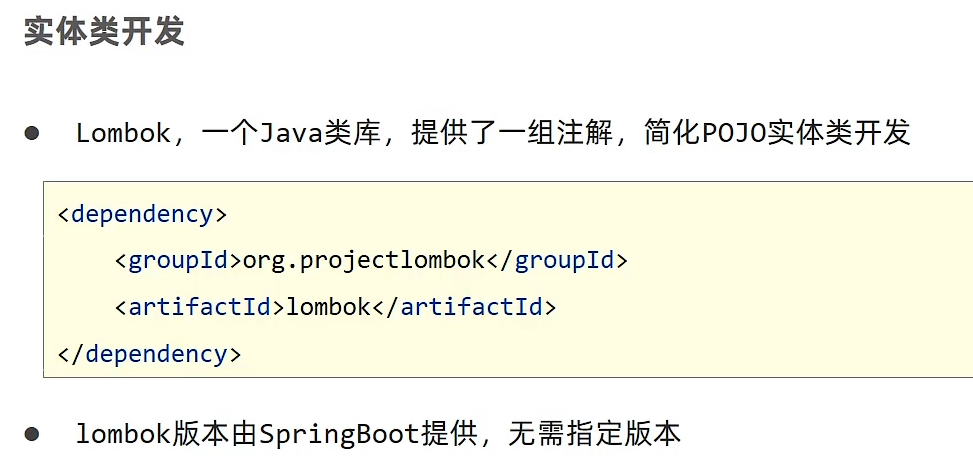 实体类开发
● Lombok，一个Java类库，提供了一组注解，简化POJO实体类开发
<dependency>
    <groupId>org.projectlombok</groupId>
    <artifactId>lombok</artifactId>
</dependency>
● lombok版本由SpringBoot提供，无需指定版本